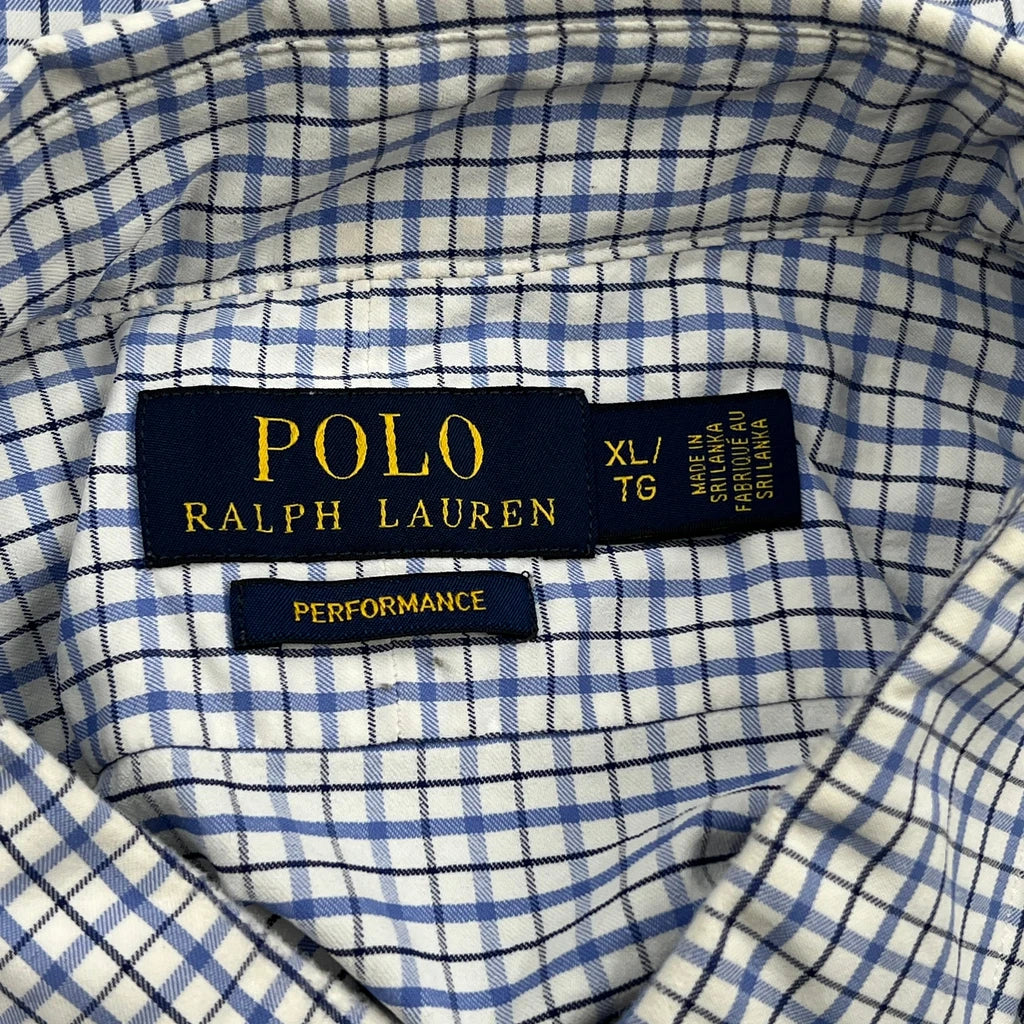 POLO
RALPH LAUREN
XL/
TG
MADE IN
SRI LANKA
FABRIQUÉ AU
SRI LANKA
PERFORMANCE